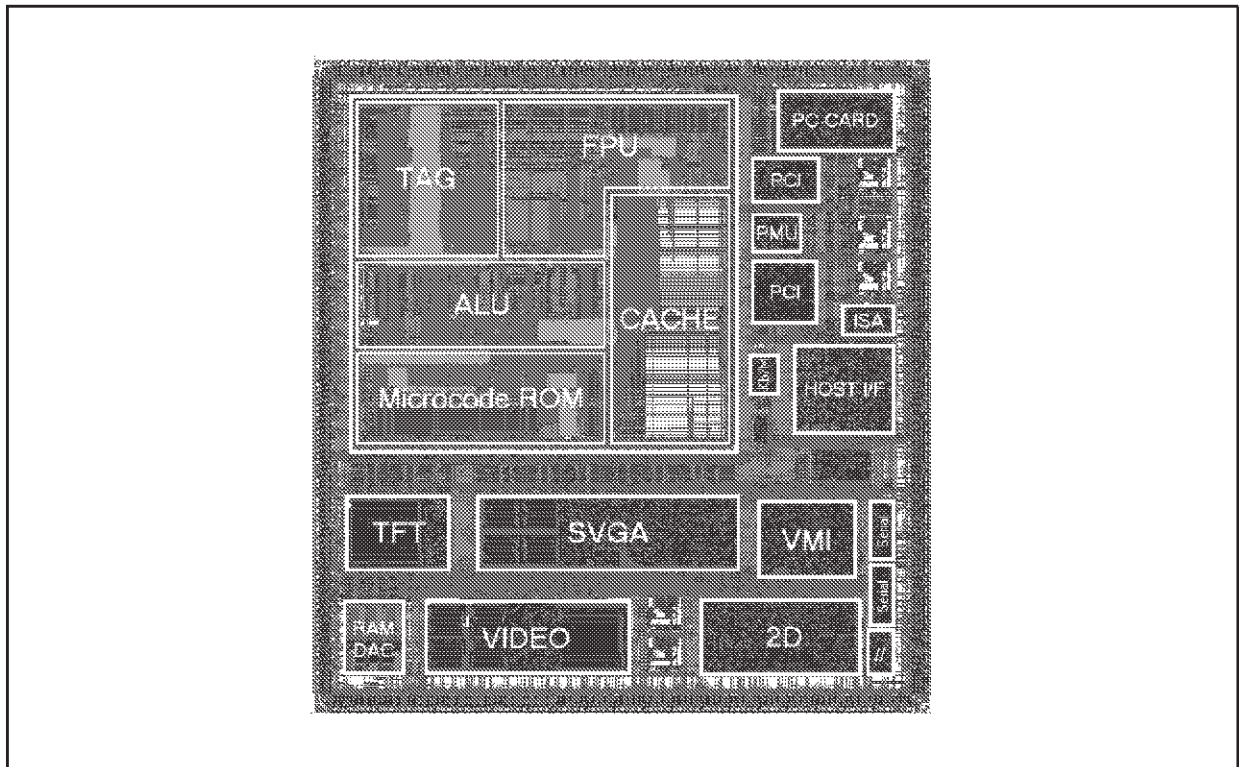 PC CARD
FPU
TAG
PCI
PMU
PCI
ALU
CACHE
ISA
Microcode ROM
HOST I/F
TFT
SVGA
VMI
Serial
Serial
RAM
DAC
VIDEO
2D
//